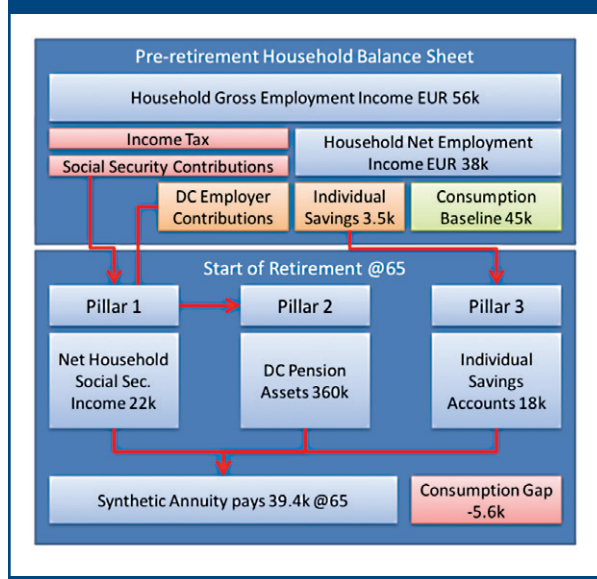 Pre-retirement Household Balance Sheet
Household Gross Employment Income EUR 56k
Income Tax
Social Security Contributions
Household Net Employment
Income EUR 38k
DC Employer
Contributions
Individual
Savings 3.5k
Consumption
Baseline 45k
Start of Retirement @65
Pillar 1
Pillar 2
Pillar 3
Net Household
Social Sec.
Income 22k
DC Pension
Assets 360k
Individual
Savings
Accounts 18k
Synthetic Annuity pays 39.4k @65
Consumption Gap
-5.6k